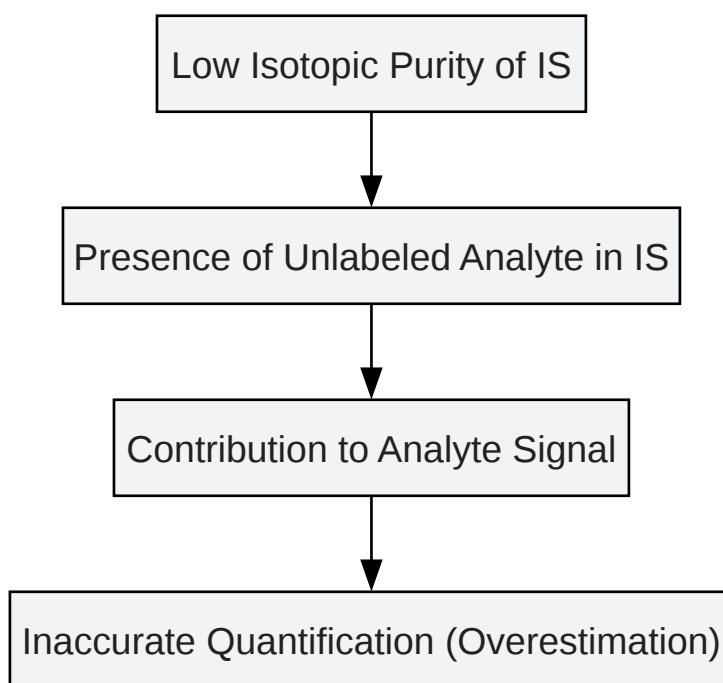 Low Isotopic Purity of IS
Presence of Unlabeled Analyte in IS
Contribution to Analyte Signal
Inaccurate Quantification (Overestimation)